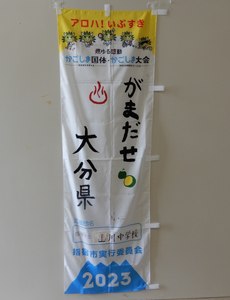 アロハ！いぶすき
燃ゆる感動
かごしま国体・かごしま大会
がまだせ
大分県
山川中学校
指宿市実行委員会
2023